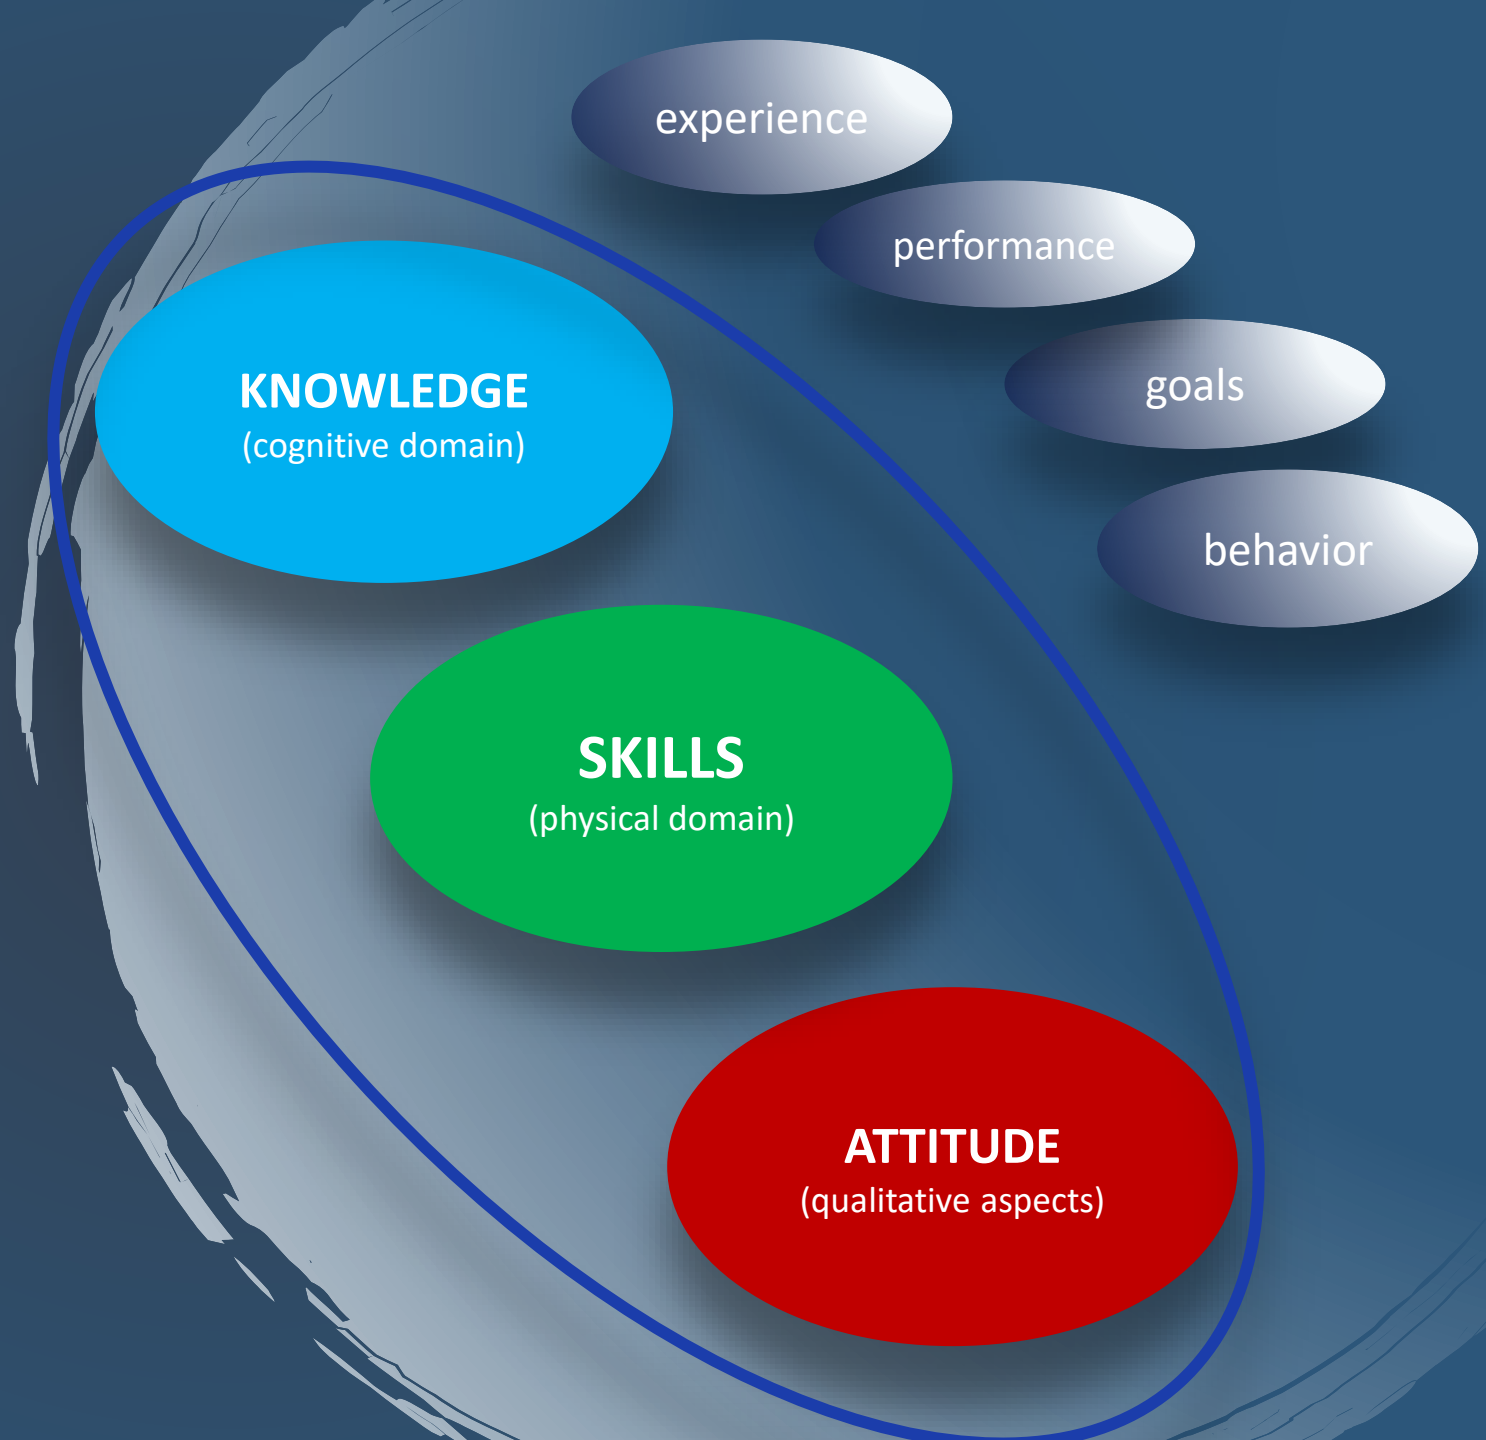 experience
performance
goals
behavior
KNOWLEDGE
(cognitive domain)
SKILLS
(physical domain)
ATTITUDE
(qualitative aspects)